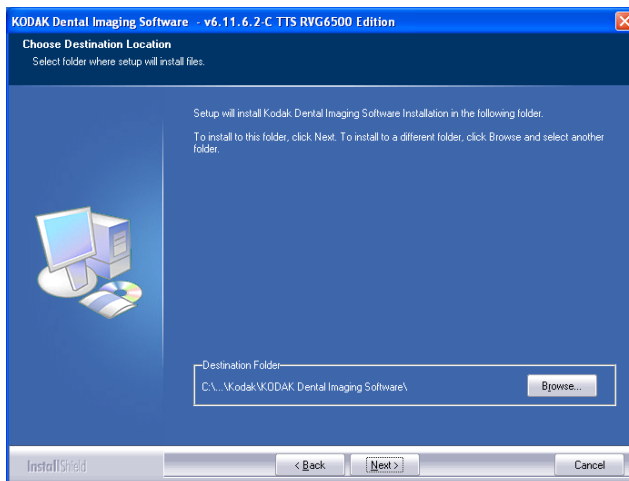 KODAK Dental Imaging Software - v6.11.6.2-C TTS RVG6500 Edition
Choose Destination Location
Select folder where setup will install files.
Setup will install Kodak Dental Imaging Software Installation in the following folder.
To install to this folder, click Next. To install to a different folder, click Browse and select another
folder.
Destination Folder
C:\...\Kodak\KODAK Dental Imaging Software\
Browse...
InstallShield
< Back
Next >
Cancel